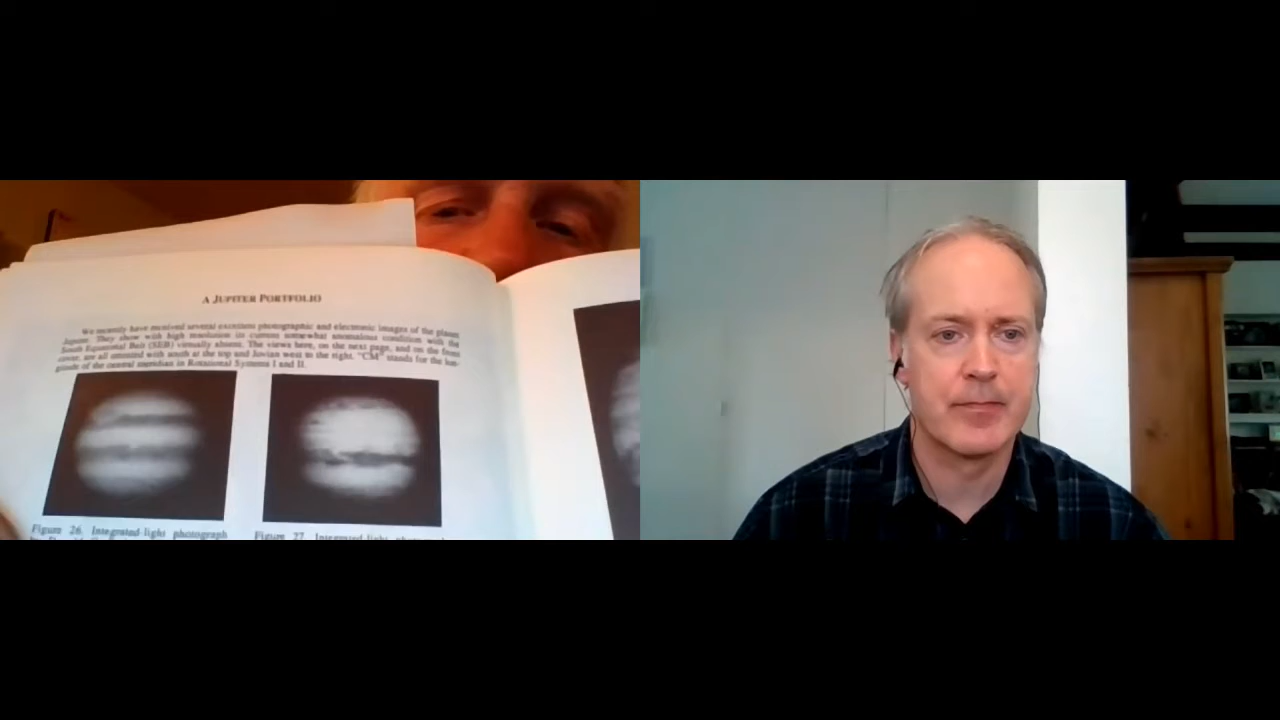 A JUPITER PORTFOLIO
We recently have received several excellent photographic and electronic images of the planet
Jupiter. They show with high resolution its current somewhat anomalous condition with the
South Equatorial Belt (SEB) virtually absent. The views here, on the next page, and on the front
cover, are all oriented with south at the top and Jovian west to the right. "CM" stands for the lon-
gitude of the central meridian in Rotational Systems I and II.
Figure 26. Integrated-light photograph
Figure 27. Integrated-light